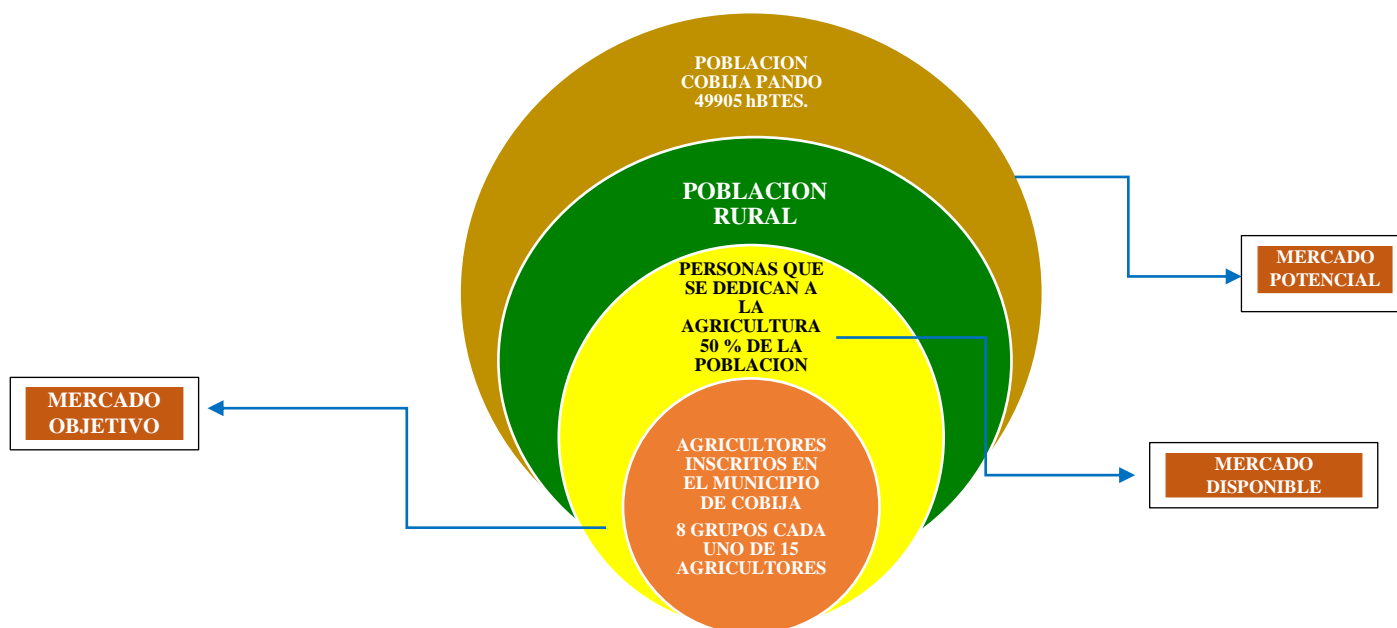 POBLACION
COBIJA PANDO
49905 hBTES.
POBLACION
RURAL
PERSONAS QUE
SE DEDICAN A
LA
AGRICULTURA
50 % DE LA
POBLACION
AGRICULTORES
INSCRITOS EN
EL MUNICIPIO
DE COBIJA
8 GRUPOS CADA
UNO DE 15
AGRICULTORES
MERCADO
POTENCIAL
MERCADO
OBJETIVO
MERCADO
DISPONIBLE